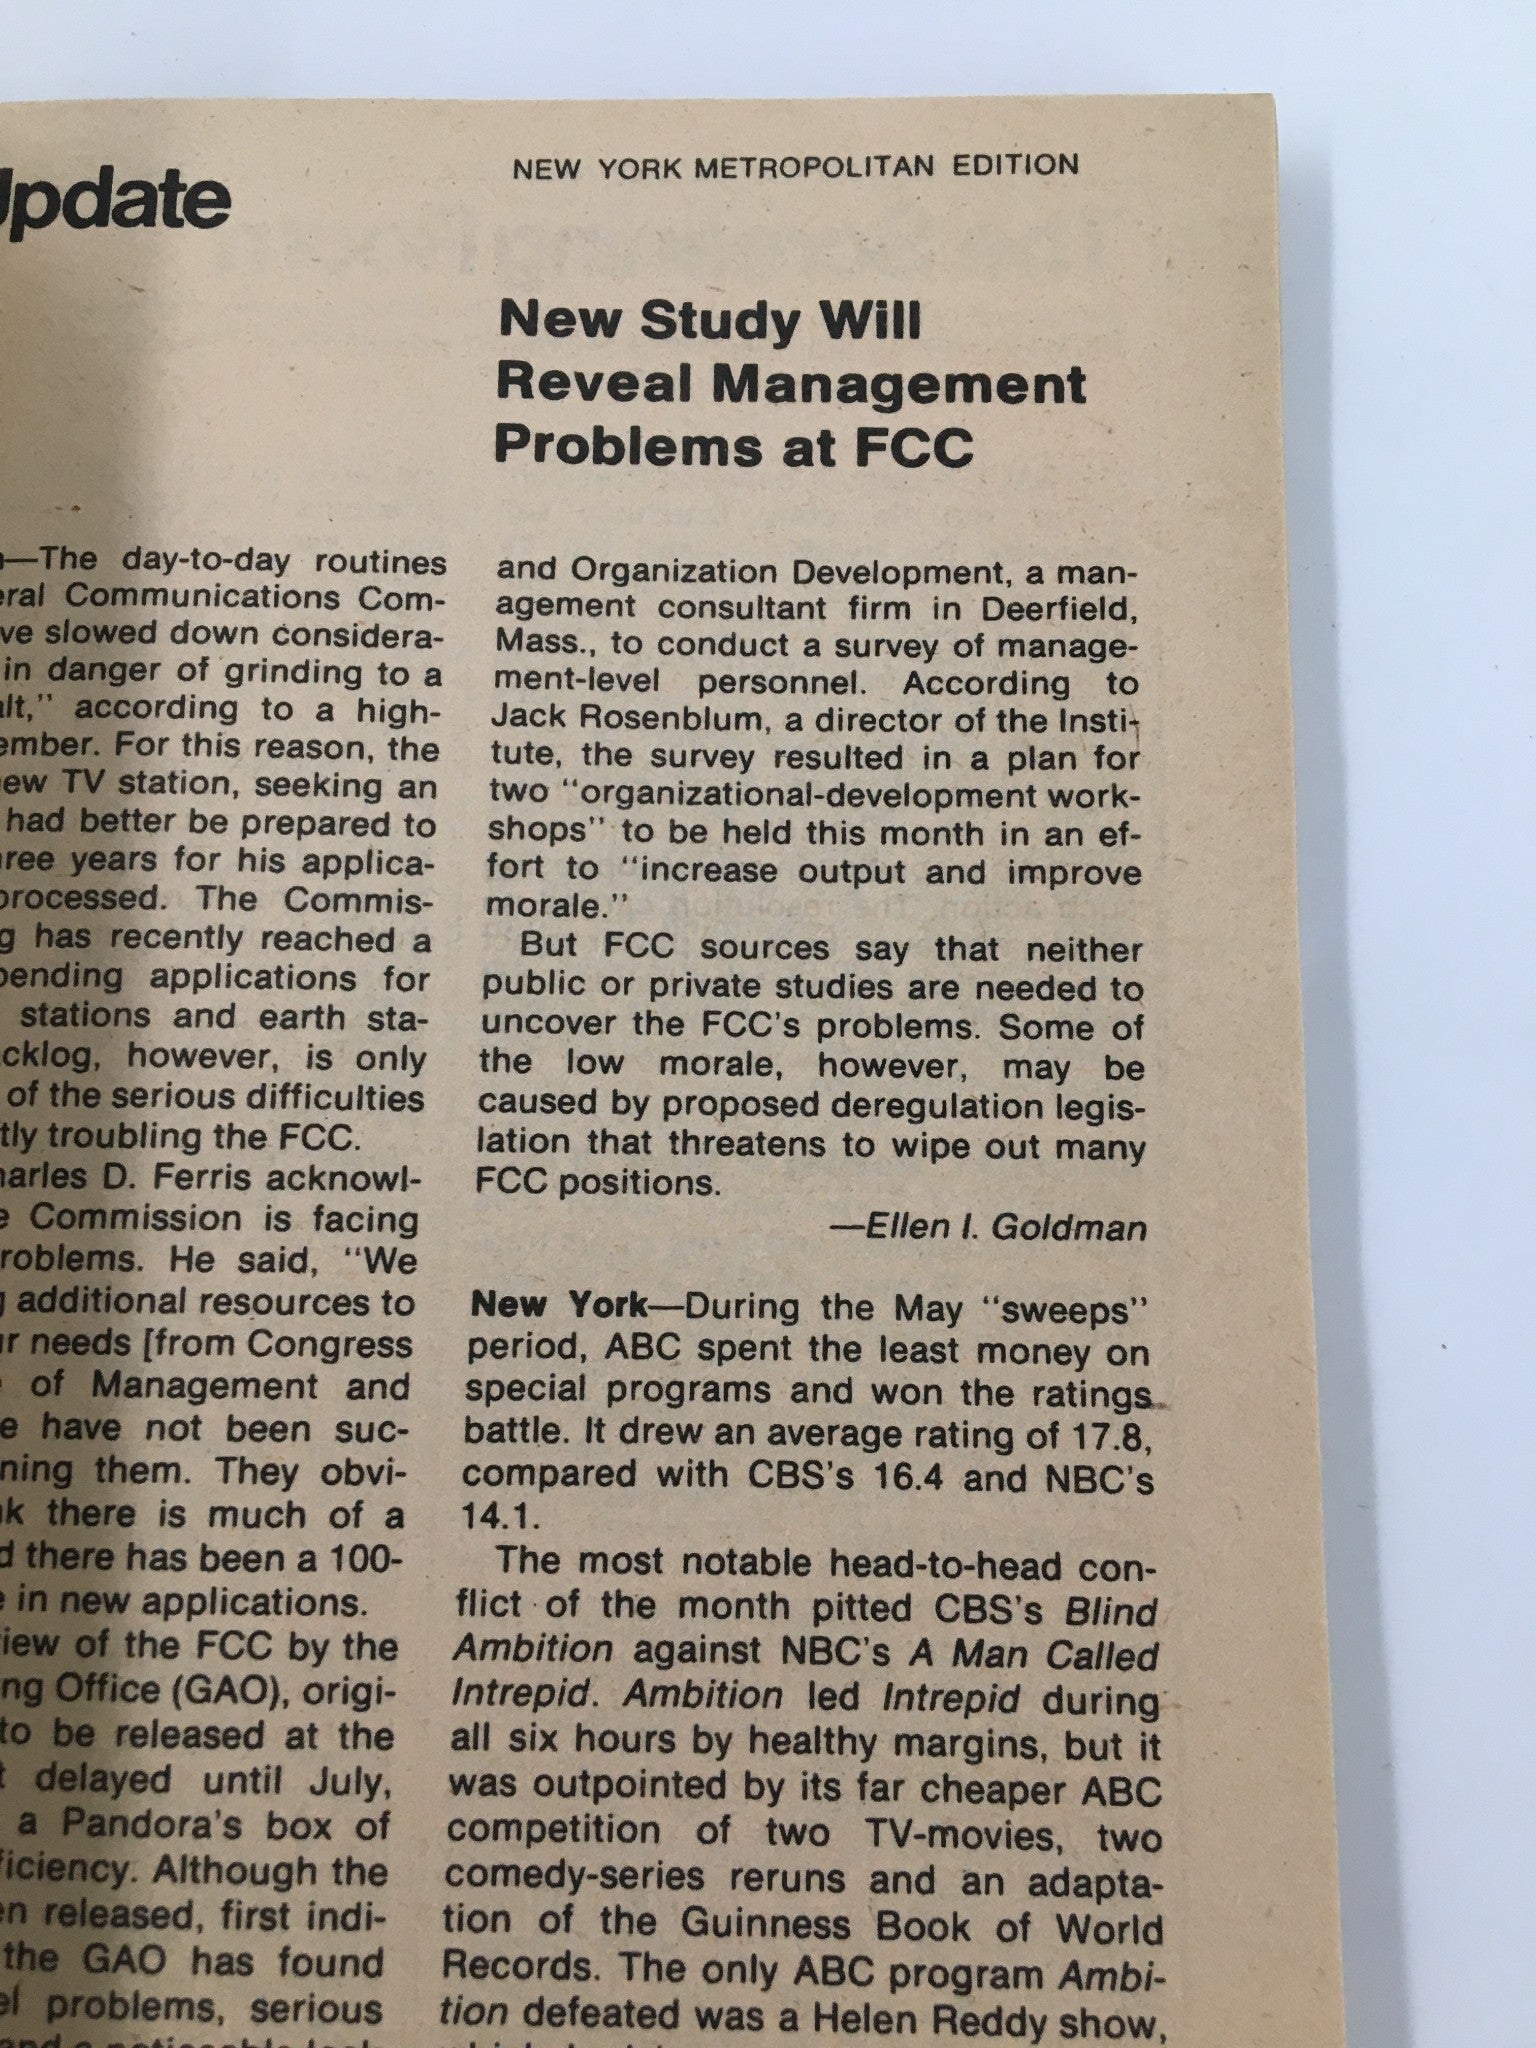 Update
NEW YORK METROPOLITAN EDITION
New Study Will
Reveal Management
Problems at FCC
—The day-to-day routines
Communications Com-
slowed down considera-
in danger of grinding to a
according to a high-
For this reason, the
TV station, seeking an
had better be prepared to
years for his applica-
processed. The Commis-
has recently reached a
pending applications for
stations and earth sta-
however, is only
of the serious difficulties
troubling the FCC.
D. Ferris acknowl-
Commission is facing
He said, "We
additional resources to
needs [from Congress
of Management and
have not been suc-
them. They obvi-
there is much of a
there has been a 100-
in new applications.
of the FCC by the
Office (GAO), origi-
to be released at the
delayed until July,
a Pandora's box of
Although the
released, first indi-
the GAO has found
problems, serious
and Organization Development, a man-
agement consultant firm in Deerfield,
Mass., to conduct a survey of manage-
ment-level personnel. According to
Jack Rosenblum, a director of the Insti-
tute, the survey resulted in a plan for
two "organizational-development work-
shops" to be held this month in an ef-
fort to "increase output and improve
morale."
But FCC sources say that neither
public or private studies are needed to
uncover the FCC's problems. Some of
the low morale, however, may be
caused by proposed deregulation legis-
lation that threatens to wipe out many
FCC positions.
—Ellen I. Goldman
New York—During the May "sweeps"
period, ABC spent the least money on
special programs and won the ratings
battle. It drew an average rating of 17.8,
compared with CBS's 16.4 and NBC's
14.1.
The most notable head-to-head con-
flict of the month pitted CBS's Blind
Ambition against NBC's A Man Called
Intrepid. Ambition led Intrepid during
all six hours by healthy margins, but it
was outpointed by its far cheaper ABC
competition of two TV-movies, two
comedy-series reruns and an adapta-
tion of the Guinness Book of World
Records. The only ABC program Ambi-
tion defeated was a Helen Reddy show,